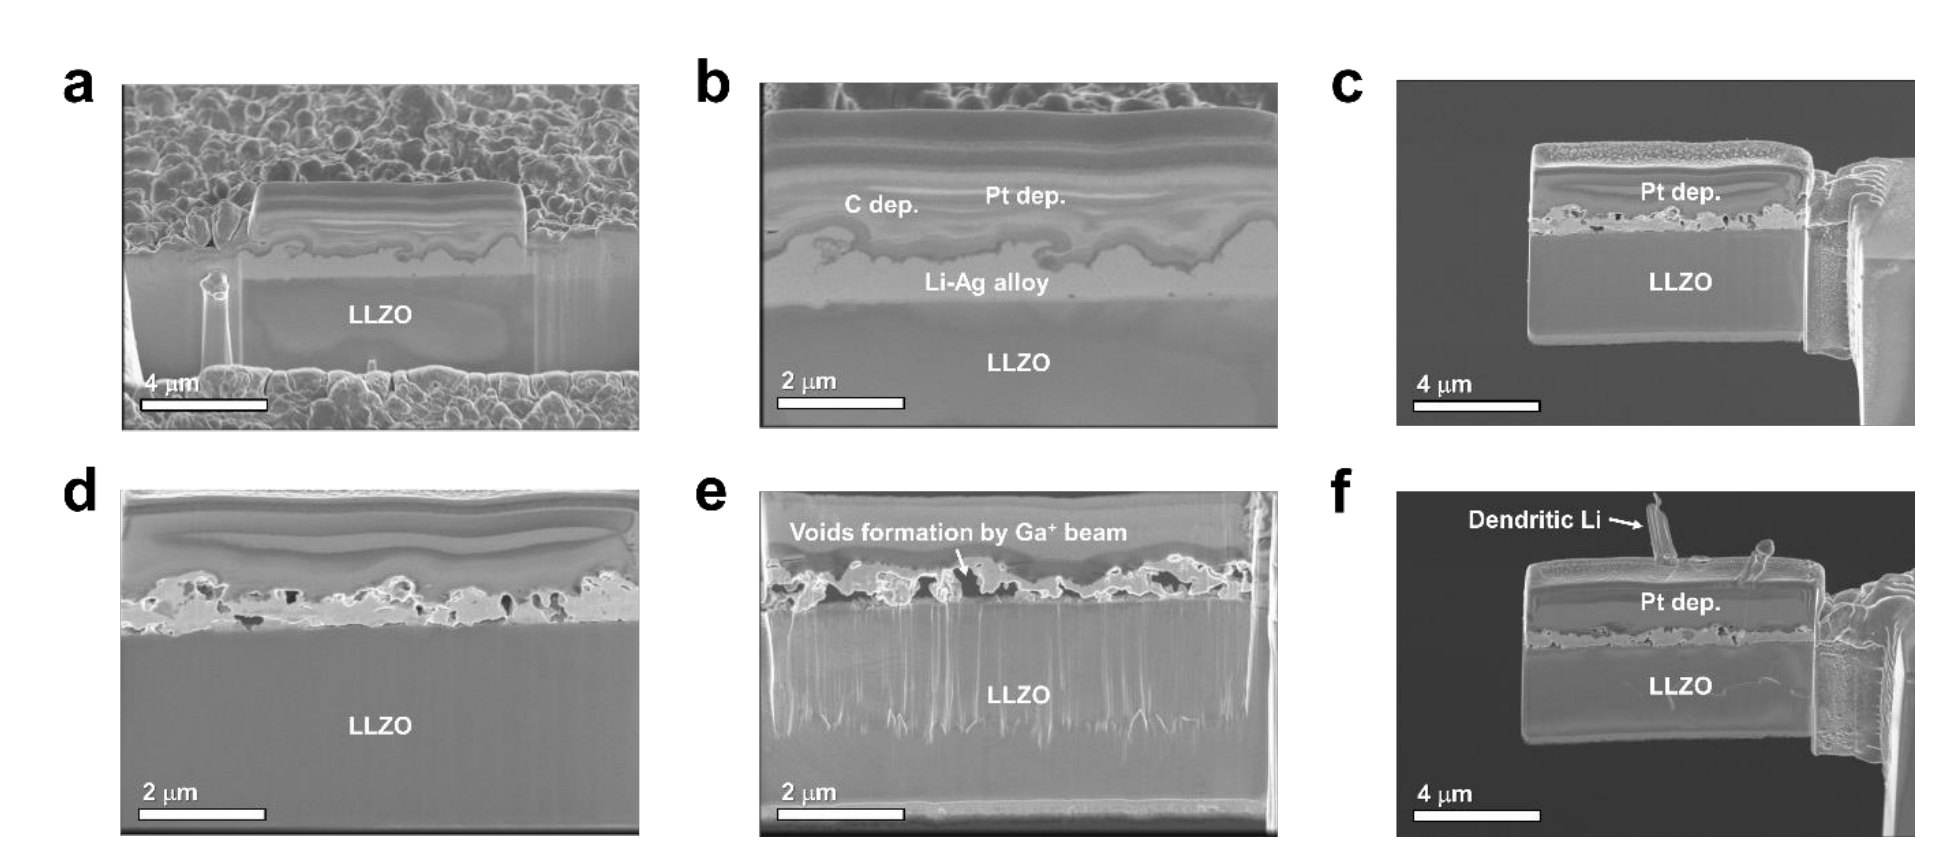 a
LLZO
4 μm
b
C dep.
Pt dep.
Li-Ag alloy
LLZO
2 μm
c
Pt dep.
LLZO
4 μm
d
LLZO
2 μm
e
Voids formation by Ga⁺ beam
LLZO
2 μm
f
Dendritic Li
Pt dep.
LLZO
4 μm